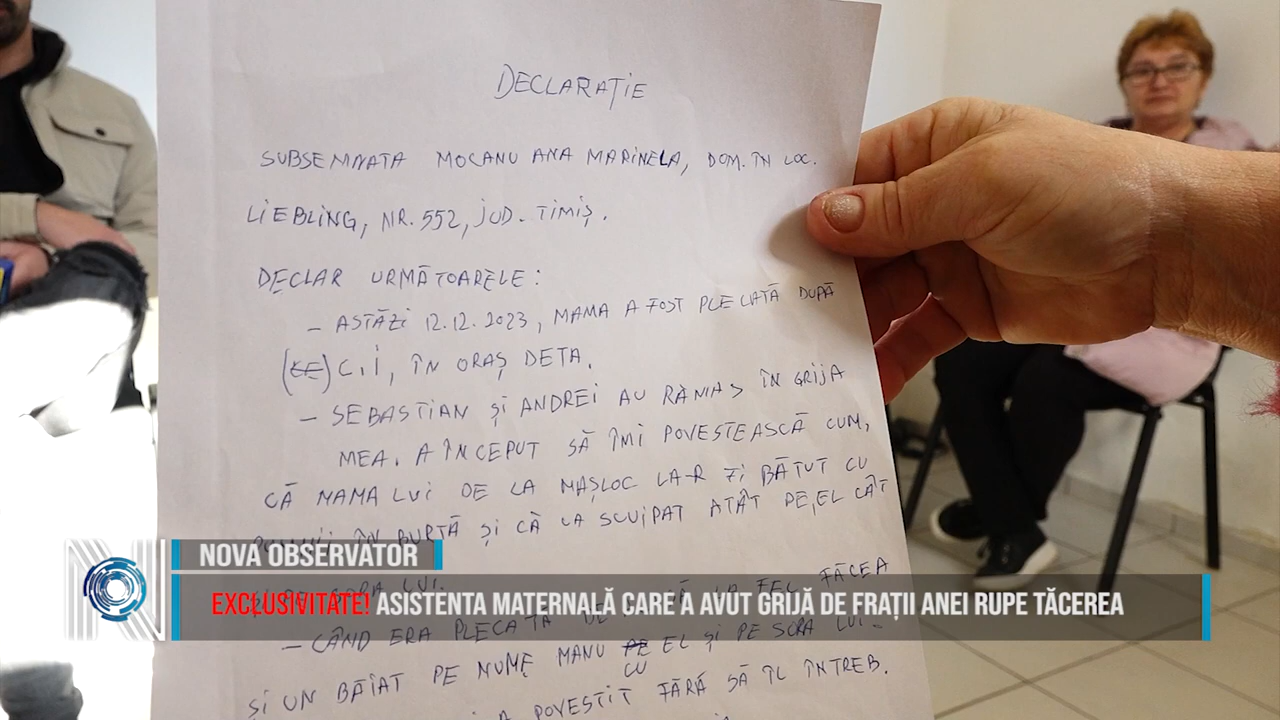 DECLARAȚIE
SUBSEMNATA MOCANU ANA MARINELA, DOM. ÎN LOC.
LIEBLING, NR. 552, JUD. TIMIȘ.
DECLAR URMĂTOARELE:
- ASTĂZI 12.12.2023, MAMA A FOST PLECATĂ DUPĂ
C.I, ÎN ORAȘ DETA.
- SEBASTIAN ȘI ANDREI AU RĂMAS ÎN GRIJA
MEA. A ÎNCEPUT SĂ ÎMI POVESTEASCĂ CUM,
CĂ MAMA LUI DE LA MAȘLOC LA-R FI BĂTUT CU
ÎN BURTĂ ȘI CĂ LA SCUIPAT ATÂT PE EL CÂT
LUI.
NOVA OBSERVATOR
EXCLUSIVITATE! ASISTENTA MATERNALĂ CARE A AVUT GRIJĂ DE FRAȚII ANEI RUPE TĂCEREA
- CÂND ERA PLECATĂ LA FEL FĂCEA
ȘI UN BĂIAT PE NUME MANU CU EL ȘI PE SORA LUI.
A POVESTIT FĂRĂ SĂ ÎL ÎNTREB.